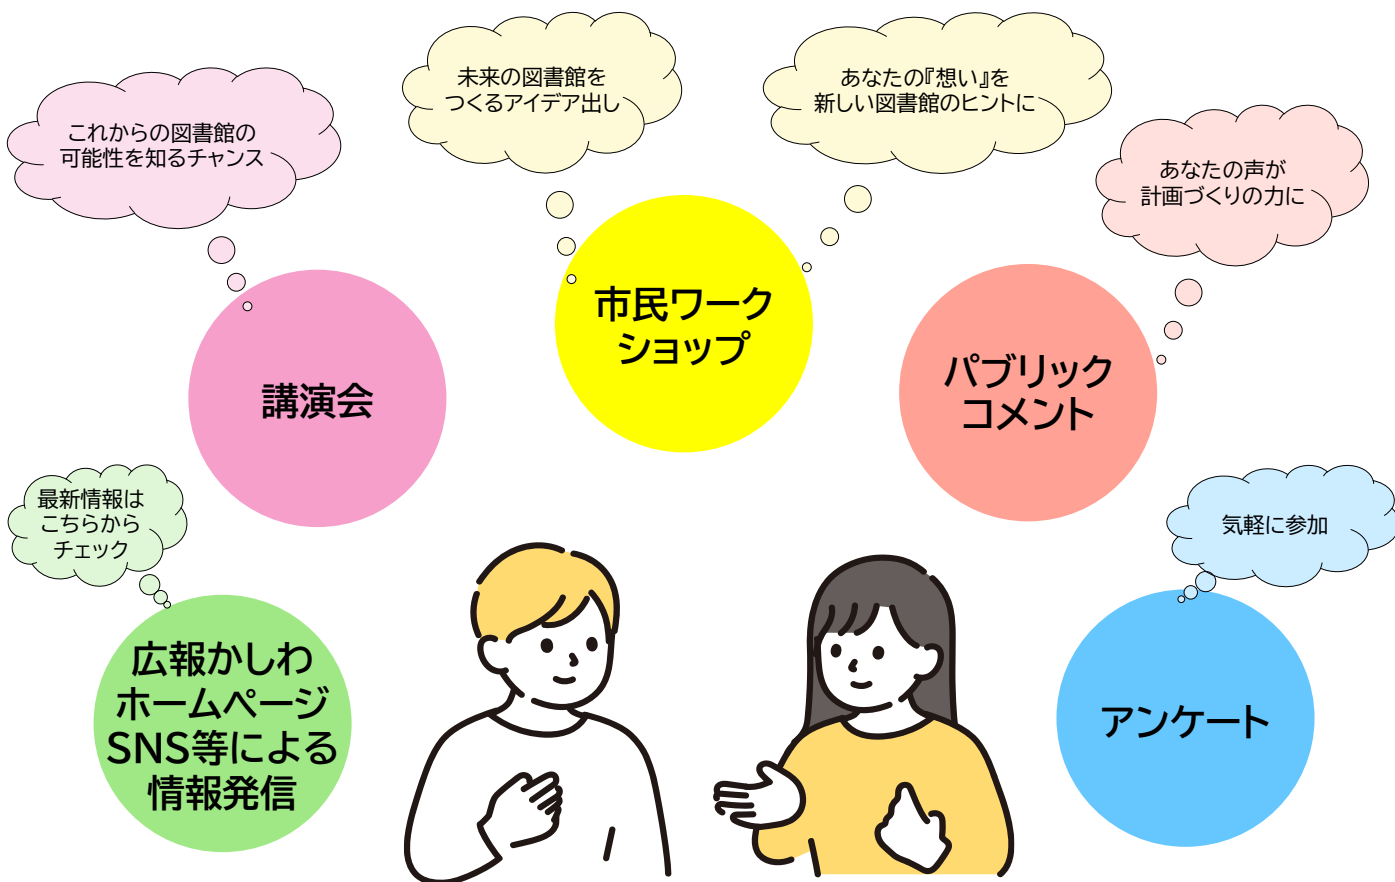 これからの図書館の
可能性を知るチャンス
未来の図書館を
つくるアイデア出し
あなたの『想い』を
新しい図書館のヒントに
あなたの声が
計画づくりの力に
講演会
市民ワーク
ショップ
パブリック
コメント
最新情報は
こちらから
チェック
広報かしわ
ホームページ
SNS等による
情報発信
気軽に参加
アンケート